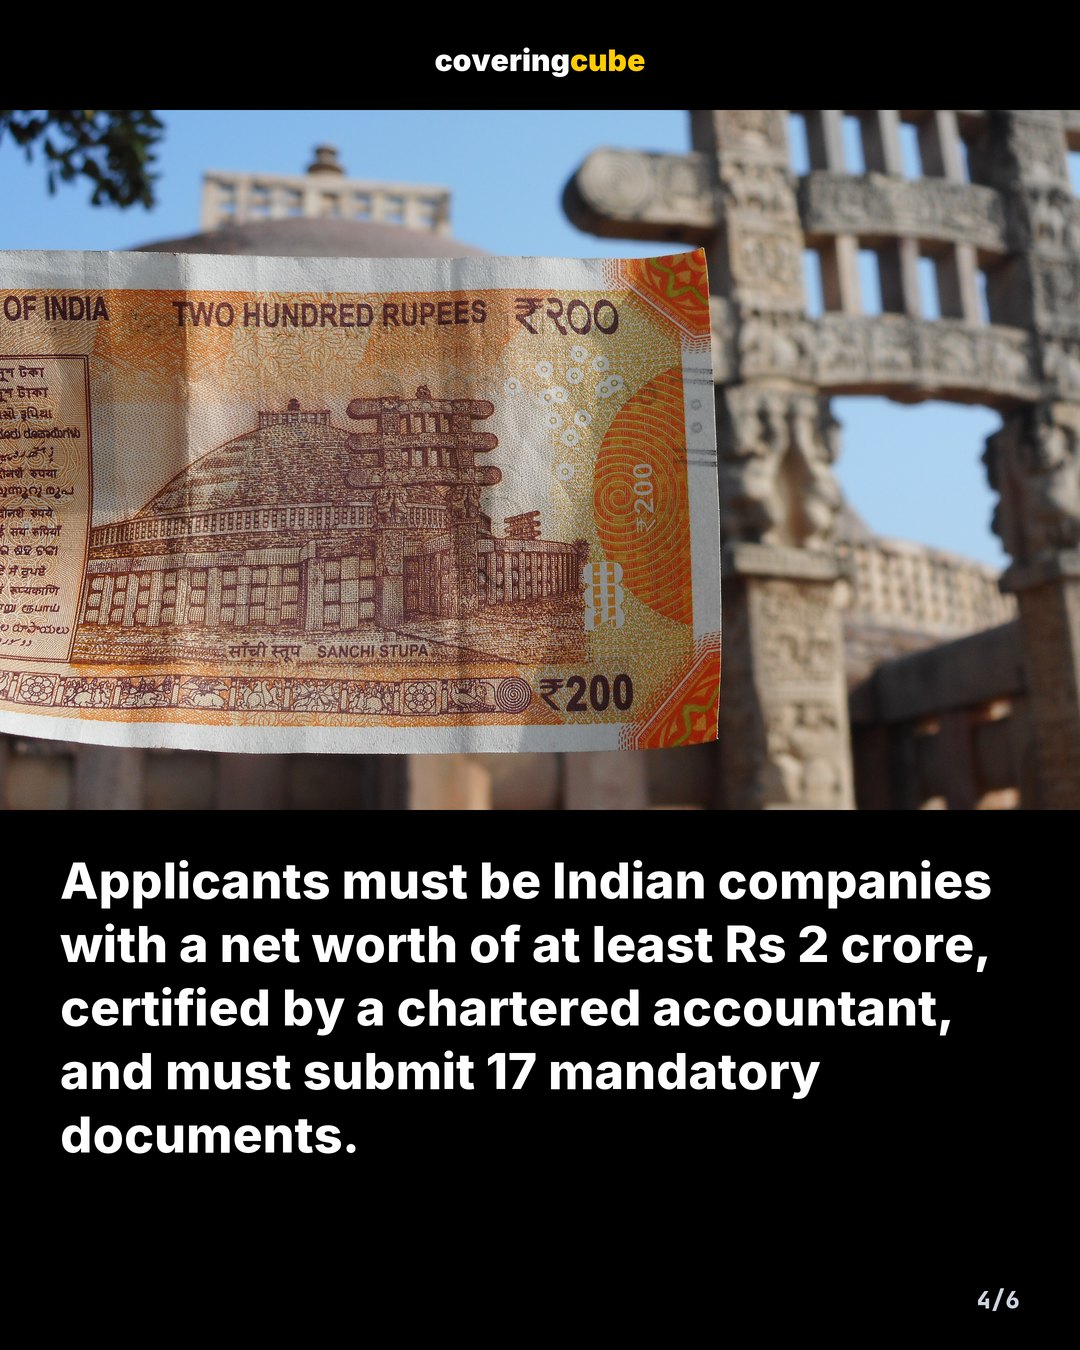 coveringcube
OF INDIA
TWO HUNDRED RUPEES
₹२००
₹200
साँची स्तूप SANCHI STUPA
₹200
Applicants must be Indian companies
with a net worth of at least Rs 2 crore,
certified by a chartered accountant,
and must submit 17 mandatory
documents.
4/6